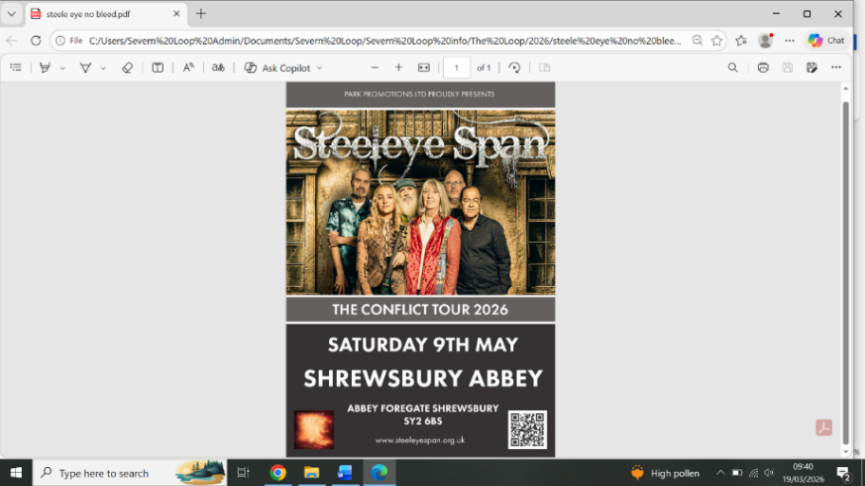 steele eye no bleed.pdf
File C:/Users/Severn%20Loop%20Admin/Documents/Severn%20Loop/Severn%20Loop%20info/The%20Loop/2026/steele%20eye%20no%20blee...
Chat
Ask Copilot
1 of 1
PARK PROMOTIONS LTD PROUDLY PRESENTS
Steeleye Span
THE CONFLICT TOUR 2026
SATURDAY 9TH MAY
SHREWSBURY ABBEY
ABBEY FOREGATE SHREWSBURY
SY2 6BS
www.steeleyespan.org.uk
Type here to search
High pollen
09:40
19/03/2026
2